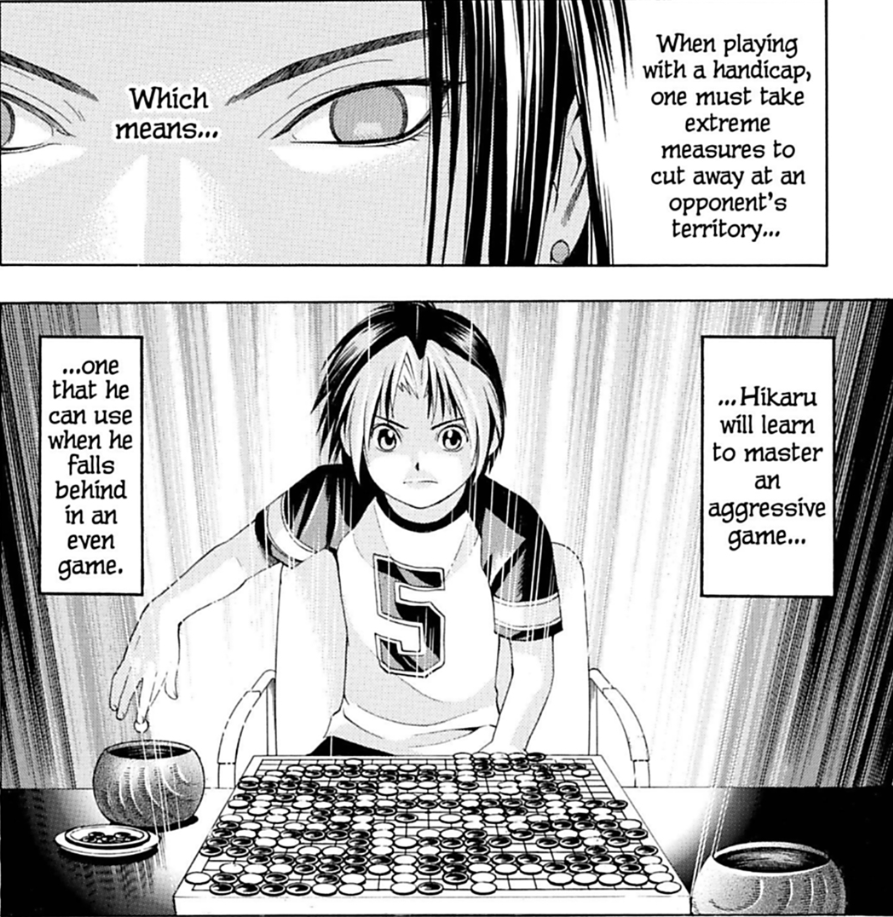 When playing
with a handicap,
one must take
extreme
measures to
cut away at an
opponent's
territory...
Which
means...
...Hikaru
will learn
to master
an
aggressive
game...
...one
that he
can use
when he
falls
behind
in an
even
game.
5